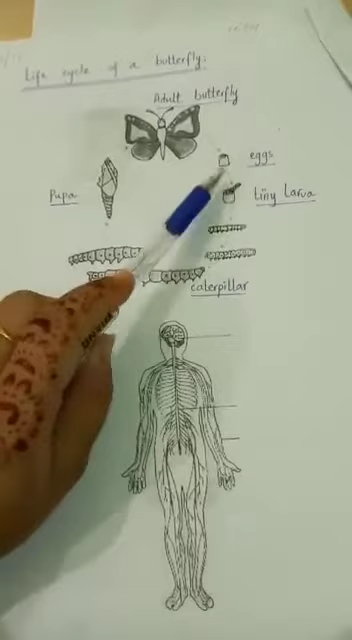 Life cycle of a butterfly:
Adult butterfly
eggs
Pupa
tiny Larva
caterpillar